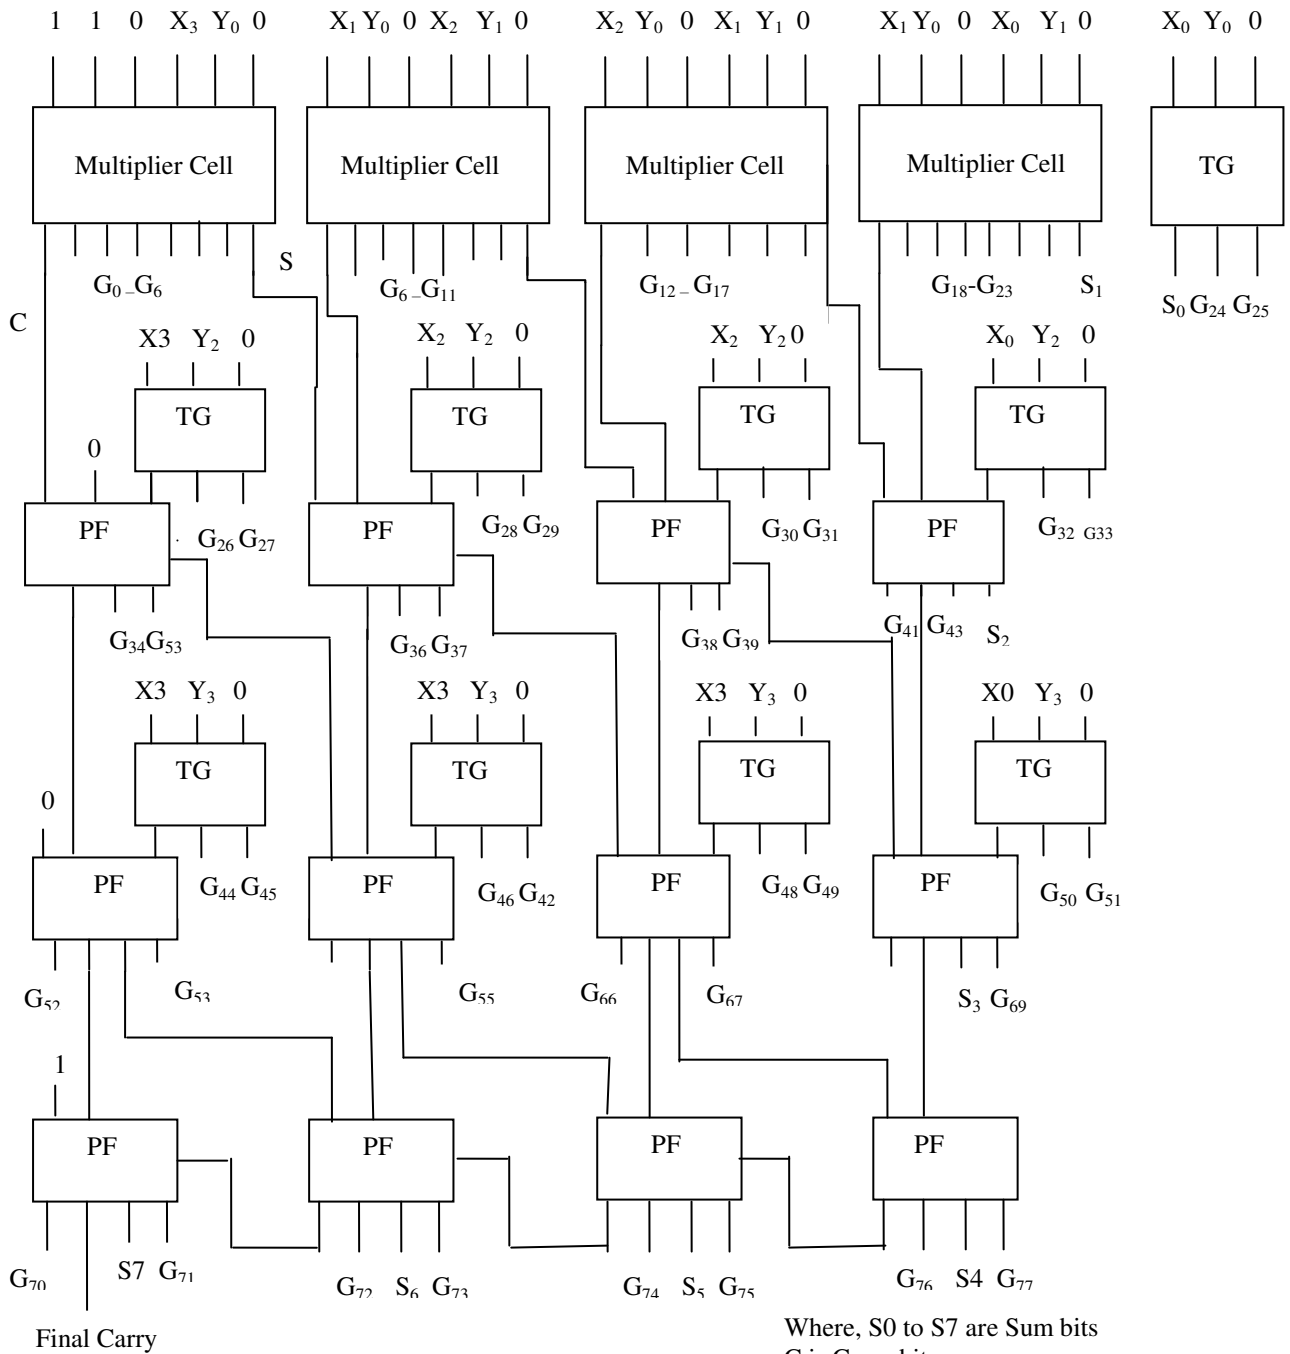 1 1 0 X₃ Y₀ 0 X₁ Y₀ 0 X₂ Y₁ 0 X₂ Y₀ 0 X₁ Y₁ 0 X₁ Y₀ 0 X₀ Y₁ 0 X₀ Y₀ 0
Multiplier Cell Multiplier Cell Multiplier Cell Multiplier Cell TG
S
G₀ – G₆ G₆ – G₁₁ G₁₂ – G₁₇ G₁₈-G₂₃ S₁ S₀ G₂₄ G₂₅
C
X3 Y₂ 0 X₂ Y₂ 0 X₂ Y₂ 0 X₀ Y₂ 0
TG TG TG TG
0
PF PF PF PF
. G₂₆ G₂₇ G₂₈ G₂₉ G₃₀ G₃₁ G₃₂ G33
G₃₄ G₅₃ G₃₆ G₃₇ G₃₈ G₃₉ G₄₁ G₄₃ S₂
X3 Y₃ 0 X3 Y₃ 0 X3 Y₃ 0 X0 Y₃ 0
TG TG TG TG
0
PF PF PF PF
G₄₄ G₄₅ G₄₆ G₄₂ G₄₈ G₄₉ G₅₀ G₅₁
G₅₂ G₅₃ G₅₅ G₆₆ G₆₇ S₃ G₆₉
1
PF PF PF PF
G₇₀ S7 G₇₁ G₇₂ S₆ G₇₃ G₇₄ S₅ G₇₅ G₇₆ S4 G₇₇
Final Carry
Where, S0 to S7 are Sum bits